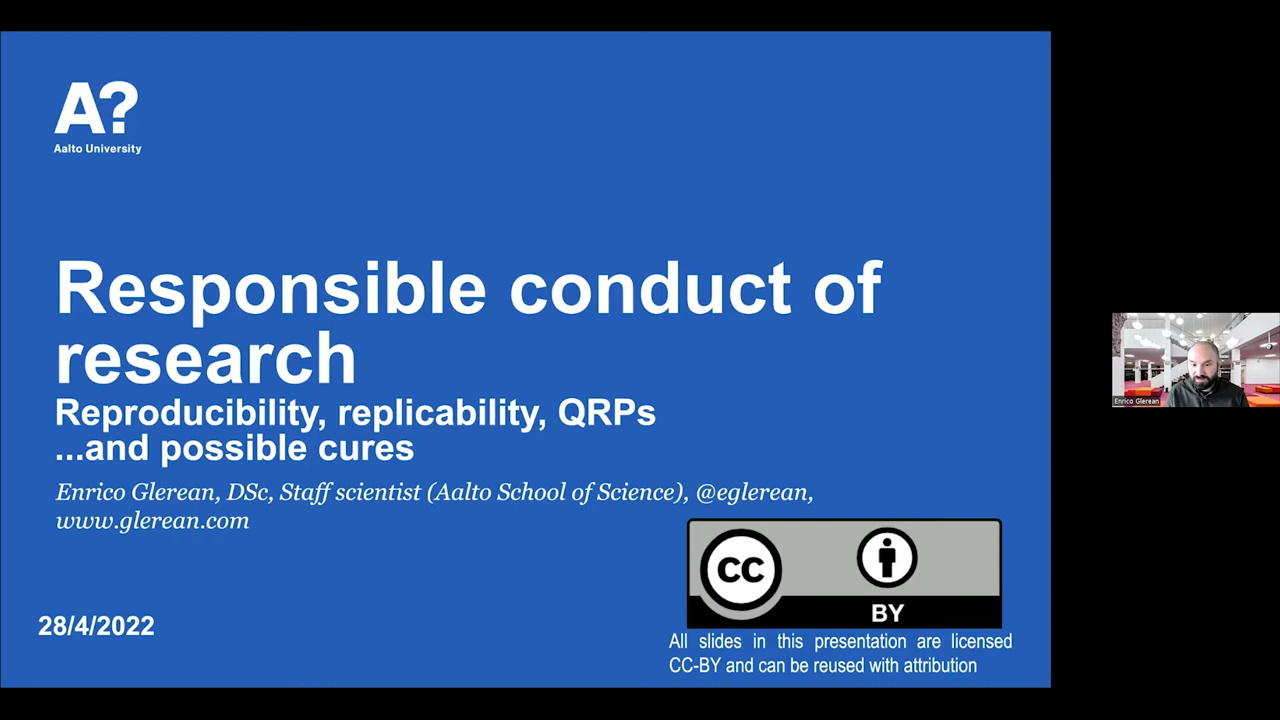 A?
Aalto University
Responsible conduct of
research
Reproducibility, replicability, QRPs
...and possible cures
Enrico Glerean, DSc, Staff scientist (Aalto School of Science), @eglerean,
www.glerean.com
28/4/2022
CC
BY
All slides in this presentation are licensed
CC-BY and can be reused with attribution
Enrico Glerean